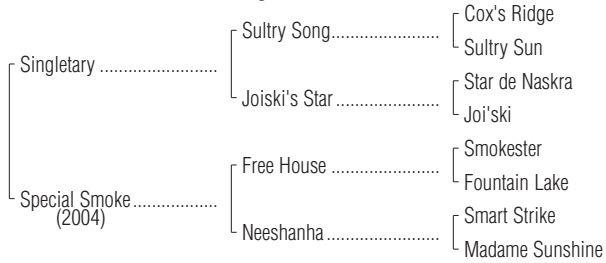 Cox's Ridge
Sultry Song....................
Sultry Sun
Singletary .......................
Star de Naskra
Joiski's Star ....................
Joi'ski
Smokester
Free House ....................
Fountain Lake
Special Smoke.................
(2004)
Smart Strike
Neeshanha.....................
Madame Sunshine